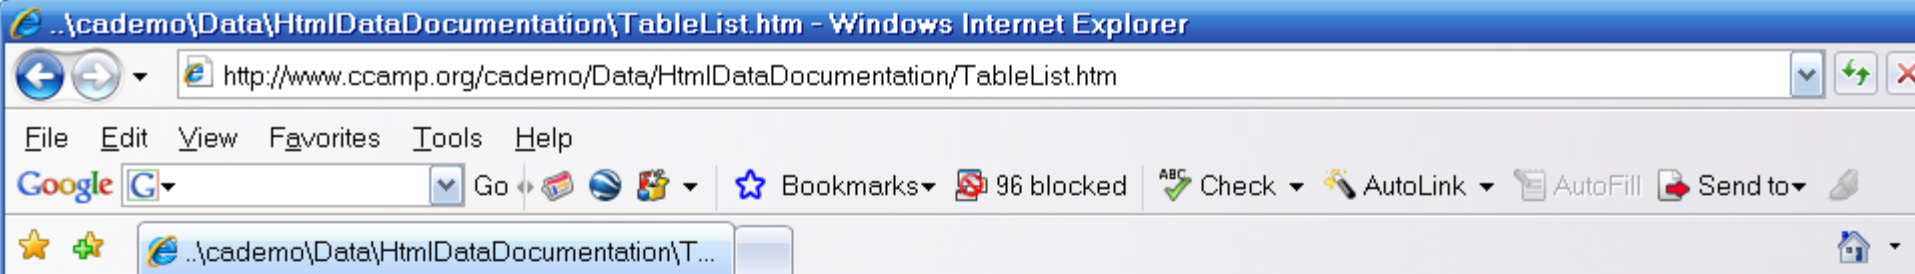 ..\cademo\Data\HtmlDataDocumentation\TableList.htm - Windows Internet Explorer
http://www.ccamp.org/cademo/Data/HtmlDataDocumentation/TableList.htm
File Edit View Favorites Tools Help
Google G Go Bookmarks 96 blocked ABC Check AutoLink AutoFill Send to
..\cademo\Data\HtmlDataDocumentation\T...